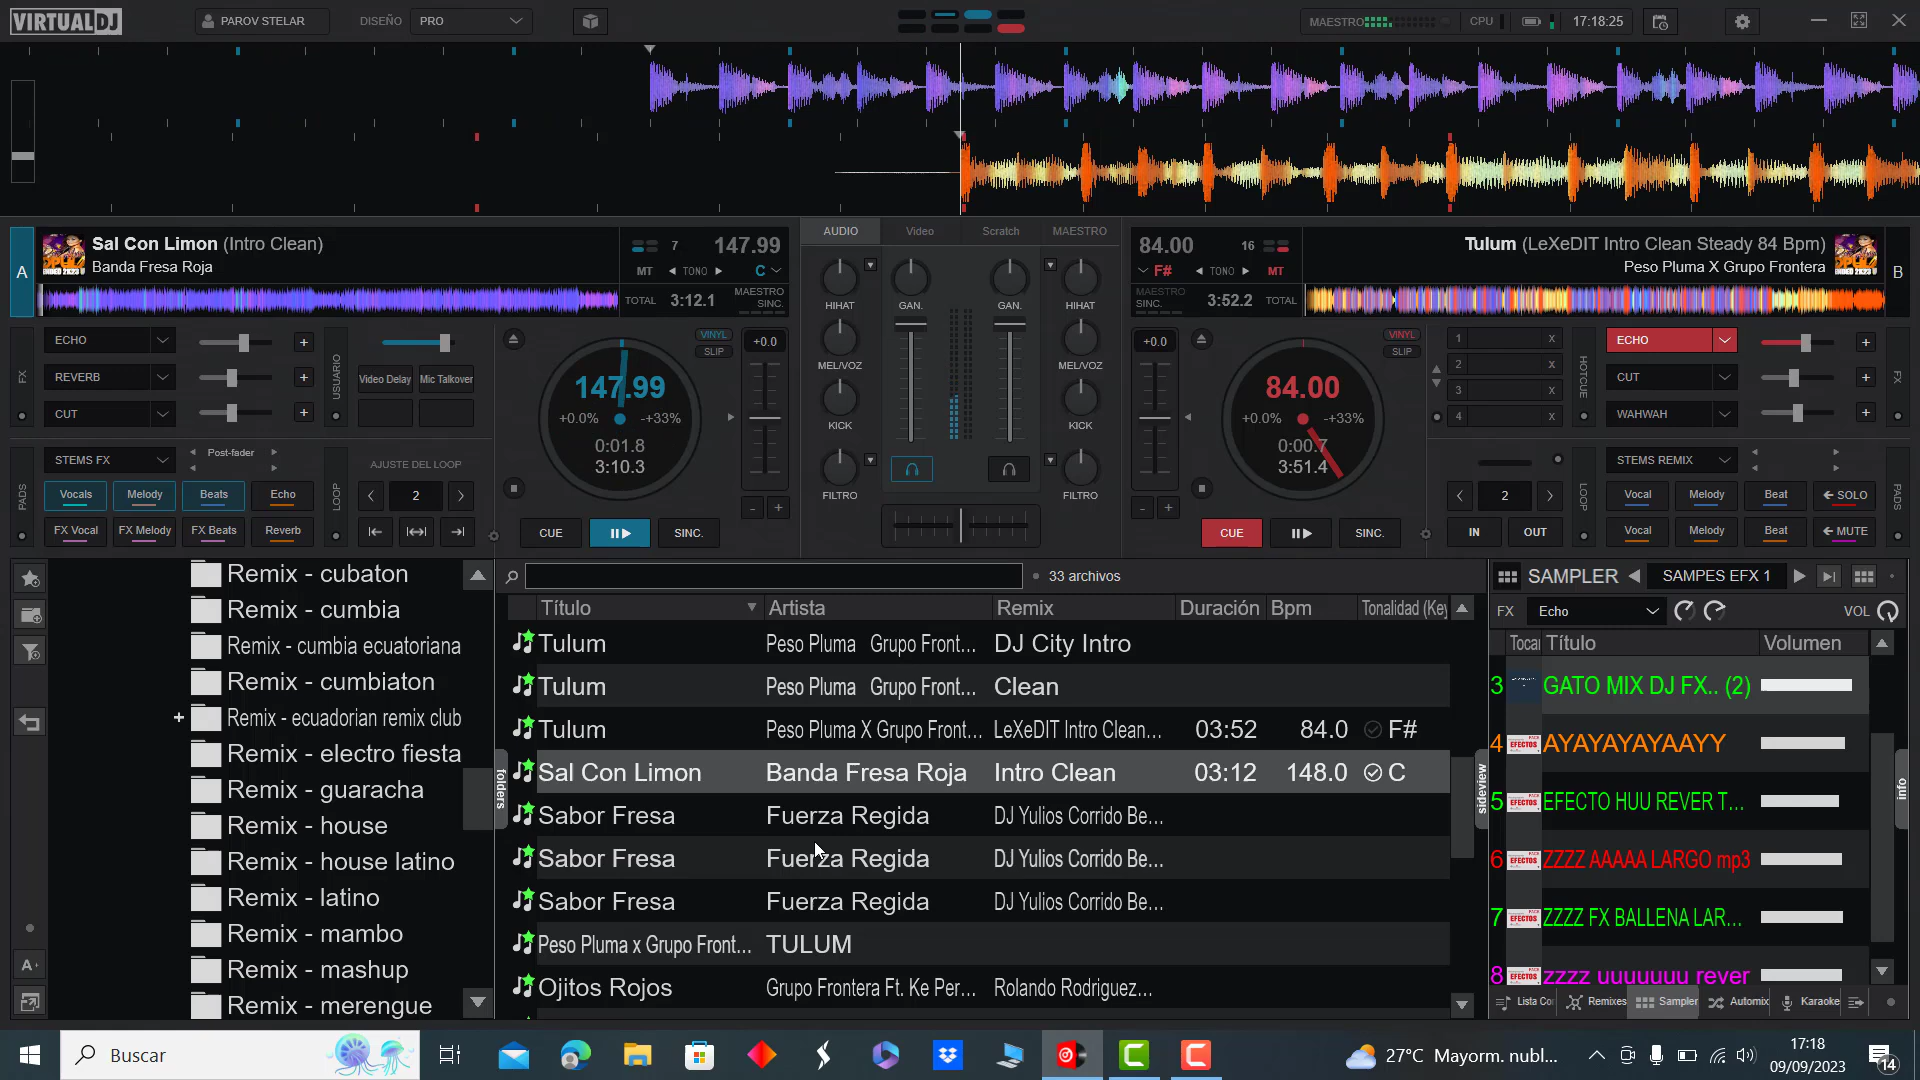 VIRTUALDJ
PAROV STELAR
DISEÑO
PRO
MAESTRO
CPU
17:18:25
A
Sal Con Limon (Intro Clean)
Banda Fresa Roja
7
147.99
MT
TONO
C
TOTAL
3:12.1
MAESTRO
SINC.
AUDIO
Video
Scratch
MAESTRO
84.00
16
F#
TONO
MT
MAESTRO
SINC.
3:52.2
TOTAL
Tulum (LeXeDIT Intro Clean Steady 84 Bpm)
Peso Pluma X Grupo Frontera
B
FX
ECHO
+
REVERB
+
CUT
+
USUARIO
Video Delay
Mic Talkover
VINYL
SLIP
147.99
+0.0%
-+33%
0:01.8
3:10.3
+0.0
HIHAT
GAN.
GAN.
HIHAT
MEL/VOZ
MEL/VOZ
KICK
KICK
FILTRO
FILTRO
+0.0
VINYL
SLIP
84.00
+0.0%
-+33%
0:00.7
3:51.4
1 x
2 x
3 x
4 x
HOTCUE
ECHO
+
CUT
+
WAHWAH
+
FX
PADS
STEMS FX
Post-fader
Vocals
Melody
Beats
Echo
FX Vocal
FX Melody
FX Beats
Reverb
LOOP
AJUSTE DEL LOOP
2
CUE
SINC.
- +
- +
CUE
SINC.
2
IN
OUT
LOOP
STEMS REMIX
Vocal
Melody
Beat
SOLO
Vocal
Melody
Beat
MUTE
PADS
Remix - cubaton
Remix - cumbia
Remix - cumbia ecuatoriana
Remix - cumbiaton
+ Remix - ecuadorian remix club
Remix - electro fiesta
Remix - guaracha
Remix - house
Remix - house latino
Remix - latino
Remix - mambo
Remix - mashup
Remix - merengue
A+
folders
33 archivos
Título Artista Remix Duración Bpm Tonalidad (Key
Tulum Peso Pluma Grupo Front... DJ City Intro
Tulum Peso Pluma Grupo Front... Clean
Tulum Peso Pluma X Grupo Front... LeXeDIT Intro Clean... 03:52 84.0 F#
Sal Con Limon Banda Fresa Roja Intro Clean 03:12 148.0 C
Sabor Fresa Fuerza Regida DJ Yulios Corrido Be...
Sabor Fresa Fuerza Regida DJ Yulios Corrido Be...
Sabor Fresa Fuerza Regida DJ Yulios Corrido Be...
Peso Pluma x Grupo Front... TULUM
Ojitos Rojos Grupo Frontera Ft. Ke Per... Rolando Rodriguez...
sideview
SAMPLER
SAMPES EFX 1
FX
Echo
VOL
Tocar Título Volumen
3 GATO MIX DJ FX.. (2)
4 EFECTOS AYAYAYAYAAYY
5 EFECTOS EFECTO HUU REVER T...
6 EFECTOS ZZZZ AAAAA LARGO mp3
7 EFECTOS ZZZZ FX BALLENA LAR...
8 EFECTOS zzzz uuuuuuu rever
info
Lista Co
Remixes
Sampler
Automix
Karaoke
Buscar
27°C Mayorm. nubl...
17:18
09/09/2023
14